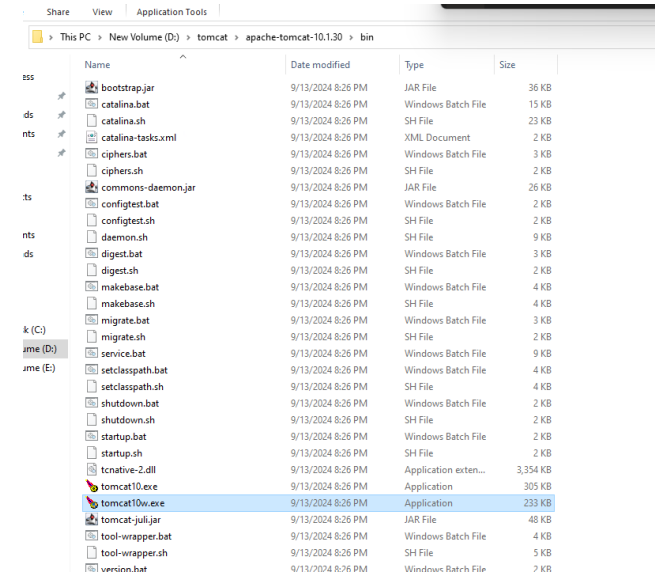 Share View Application Tools
> This PC > New Volume (D:) > tomcat > apache-tomcat-10.1.30 > bin
Name Date modified Type Size
ess
bootstrap.jar 9/13/2024 8:26 PM JAR File 36 KB
catalina.bat 9/13/2024 8:26 PM Windows Batch File 15 KB
ds catalina.sh 9/13/2024 8:26 PM SH File 23 KB
nts catalina-tasks.xml 9/13/2024 8:26 PM XML Document 2 KB
ciphers.bat 9/13/2024 8:26 PM Windows Batch File 3 KB
ciphers.sh 9/13/2024 8:26 PM SH File 2 KB
commons-daemon.jar 9/13/2024 8:26 PM JAR File 26 KB
ts configtest.bat 9/13/2024 8:26 PM Windows Batch File 2 KB
configtest.sh 9/13/2024 8:26 PM SH File 2 KB
nts daemon.sh 9/13/2024 8:26 PM SH File 9 KB
ds digest.bat 9/13/2024 8:26 PM Windows Batch File 3 KB
digest.sh 9/13/2024 8:26 PM SH File 2 KB
makebase.bat 9/13/2024 8:26 PM Windows Batch File 4 KB
makebase.sh 9/13/2024 8:26 PM SH File 4 KB
migrate.bat 9/13/2024 8:26 PM Windows Batch File 3 KB
k (C:) migrate.sh 9/13/2024 8:26 PM SH File 2 KB
ume (D:) service.bat 9/13/2024 8:26 PM Windows Batch File 9 KB
ume (E:) setclasspath.bat 9/13/2024 8:26 PM Windows Batch File 4 KB
setclasspath.sh 9/13/2024 8:26 PM SH File 4 KB
shutdown.bat 9/13/2024 8:26 PM Windows Batch File 2 KB
shutdown.sh 9/13/2024 8:26 PM SH File 2 KB
startup.bat 9/13/2024 8:26 PM Windows Batch File 2 KB
startup.sh 9/13/2024 8:26 PM SH File 2 KB
tcnative-2.dll 9/13/2024 8:26 PM Application exten... 3,354 KB
tomcat10.exe 9/13/2024 8:26 PM Application 305 KB
tomcat10w.exe 9/13/2024 8:26 PM Application 233 KB
tomcat-juli.jar 9/13/2024 8:26 PM JAR File 48 KB
tool-wrapper.bat 9/13/2024 8:26 PM Windows Batch File 4 KB
tool-wrapper.sh 9/13/2024 8:26 PM SH File 5 KB
version.bat 9/13/2024 8:26 PM Windows Batch File 2 KB